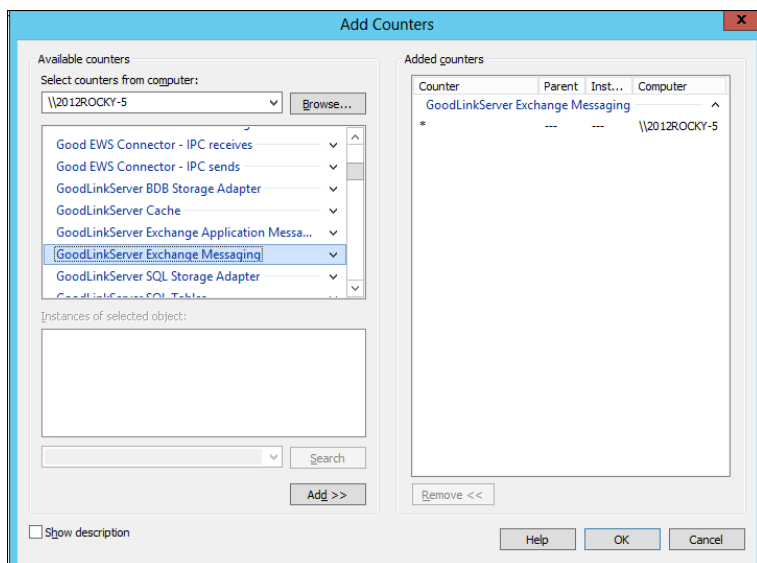 Add Counters
x
Available counters
Select counters from computer:
\\2012ROCKY-5
Browse...
Good EWS Connector - IPC receives
Good EWS Connector - IPC sends
GoodLinkServer BDB Storage Adapter
GoodLinkServer Cache
GoodLinkServer Exchange Application Messa...
GoodLinkServer Exchange Messaging
GoodLinkServer SQL Storage Adapter
GoodLinkServer SQL Tables
Instances of selected object:
Search
Add >>
Show description
Added counters
Counter Parent Inst... Computer
GoodLinkServer Exchange Messaging
* --- --- \\2012ROCKY-5
Remove <<
Help OK Cancel